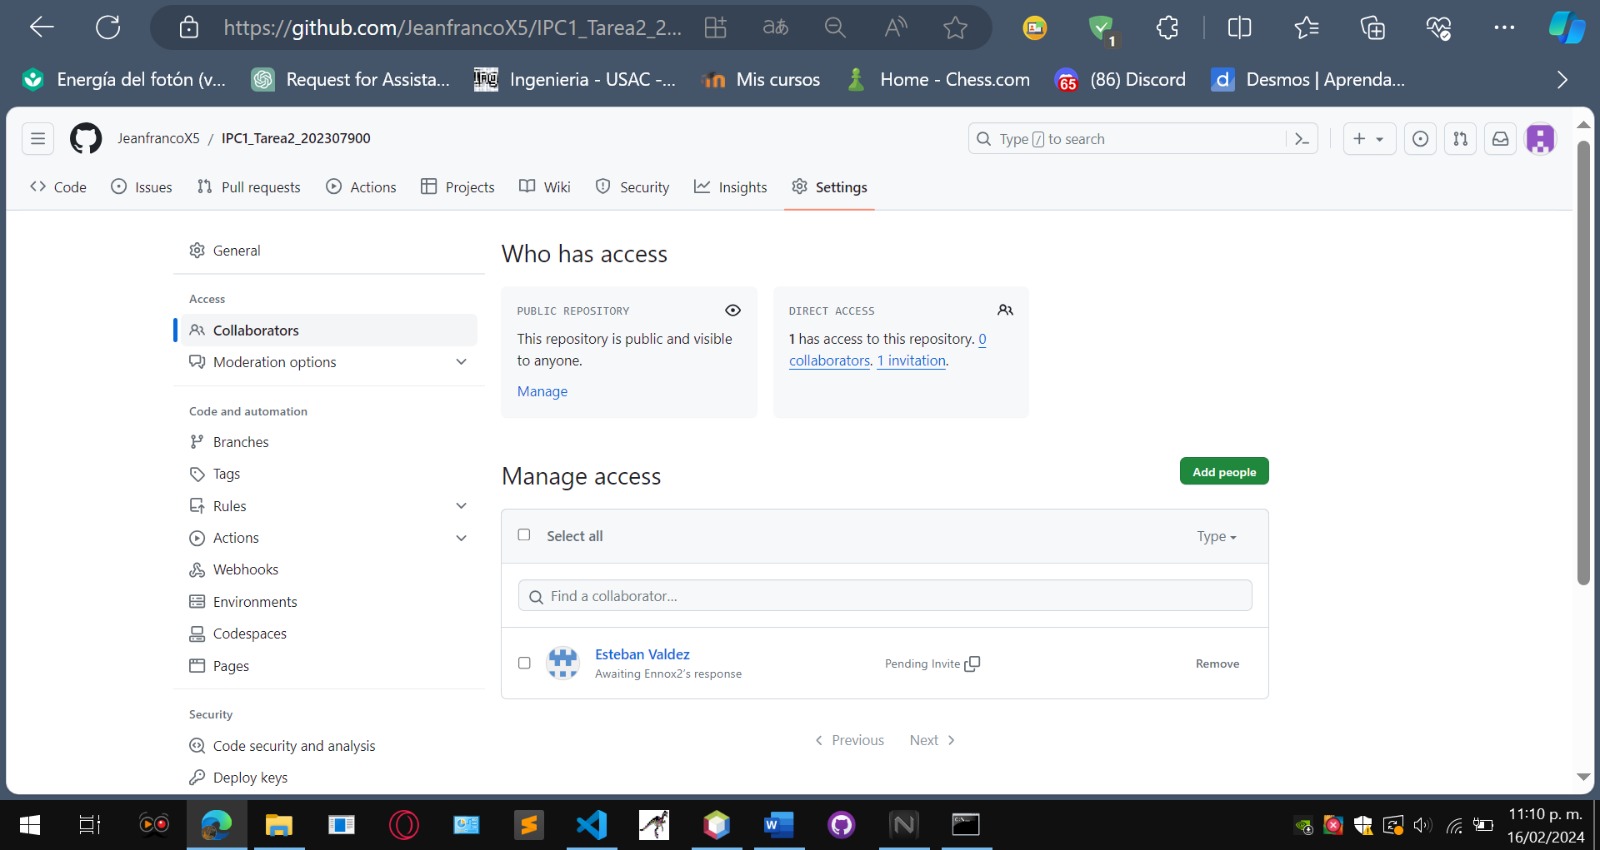 https://github.com/JeanfrancoX5/IPC1_Tarea2_2...
1
Energía del fotón (v...
Request for Assista...
Ing
Ingenieria - USAC -...
Mis cursos
Home - Chess.com
65
(86) Discord
d
Desmos | Aprenda...
JeanfrancoX5 / IPC1_Tarea2_202307900
Type / to search
Code
Issues
Pull requests
Actions
Projects
Wiki
Security
Insights
Settings
General
Access
Collaborators
Moderation options
Code and automation
Branches
Tags
Rules
Actions
Webhooks
Environments
Codespaces
Pages
Security
Code security and analysis
Deploy keys
Who has access
PUBLIC REPOSITORY
This repository is public and visible
to anyone.
Manage
DIRECT ACCESS
1 has access to this repository. 0
collaborators. 1 invitation.
Manage access
Add people
Select all
Type
Find a collaborator...
Esteban Valdez
Awaiting Ennox2's response
Pending Invite
Remove
Previous
Next
11:10 p. m.
16/02/2024